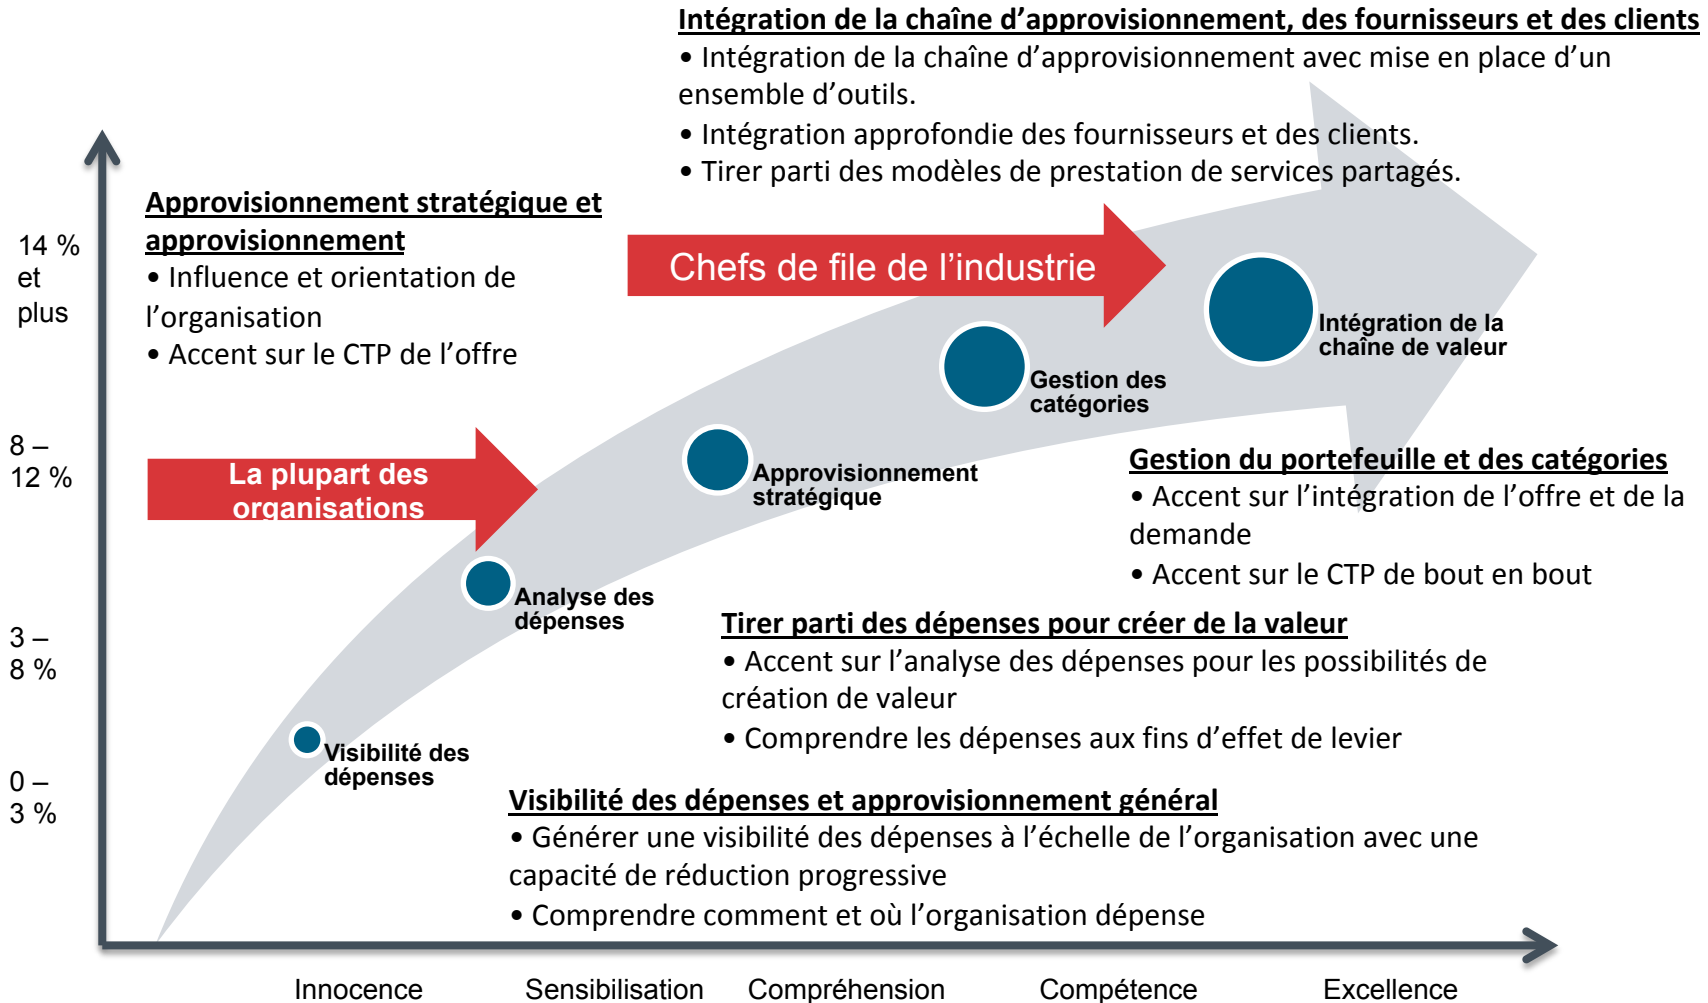 Intégration de la chaîne d’approvisionnement, des fournisseurs et des clients
• Intégration de la chaîne d’approvisionnement avec mise en place d’un
ensemble d’outils.
• Intégration approfondie des fournisseurs et des clients.
• Tirer parti des modèles de prestation de services partagés.
Approvisionnement stratégique et
approvisionnement
• Influence et orientation de
l’organisation
• Accent sur le CTP de l’offre
14 %
et
plus
Chefs de file de l’industrie
Intégration de la
chaîne de valeur
Gestion des
catégories
8 –
12 %
La plupart des
organisations
Approvisionnement
stratégique
Gestion du portefeuille et des catégories
• Accent sur l’intégration de l’offre et de la
demande
• Accent sur le CTP de bout en bout
Analyse des
dépenses
3 –
8 %
Tirer parti des dépenses pour créer de la valeur
• Accent sur l’analyse des dépenses pour les possibilités de
création de valeur
• Comprendre les dépenses aux fins d’effet de levier
Visibilité des
dépenses
0 –
3 %
Visibilité des dépenses et approvisionnement général
• Générer une visibilité des dépenses à l’échelle de l’organisation avec une
capacité de réduction progressive
• Comprendre comment et où l’organisation dépense
Innocence
Sensibilisation
Compréhension
Compétence
Excellence